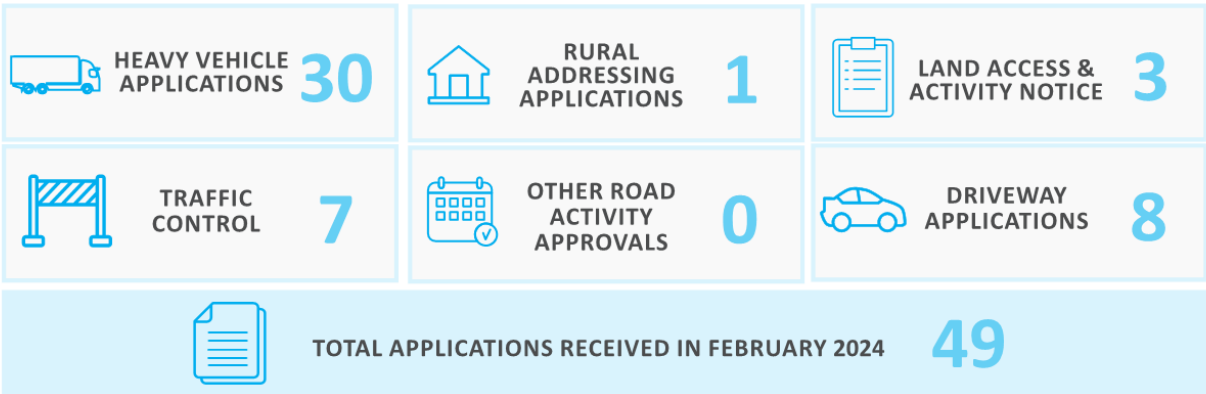 HEAVY VEHICLE
APPLICATIONS
30
RURAL
ADDRESSING
APPLICATIONS
1
LAND ACCESS &
ACTIVITY NOTICE
3
TRAFFIC
CONTROL
7
OTHER ROAD
ACTIVITY
APPROVALS
0
DRIVEWAY
APPLICATIONS
8
TOTAL APPLICATIONS RECEIVED IN FEBRUARY 2024 49